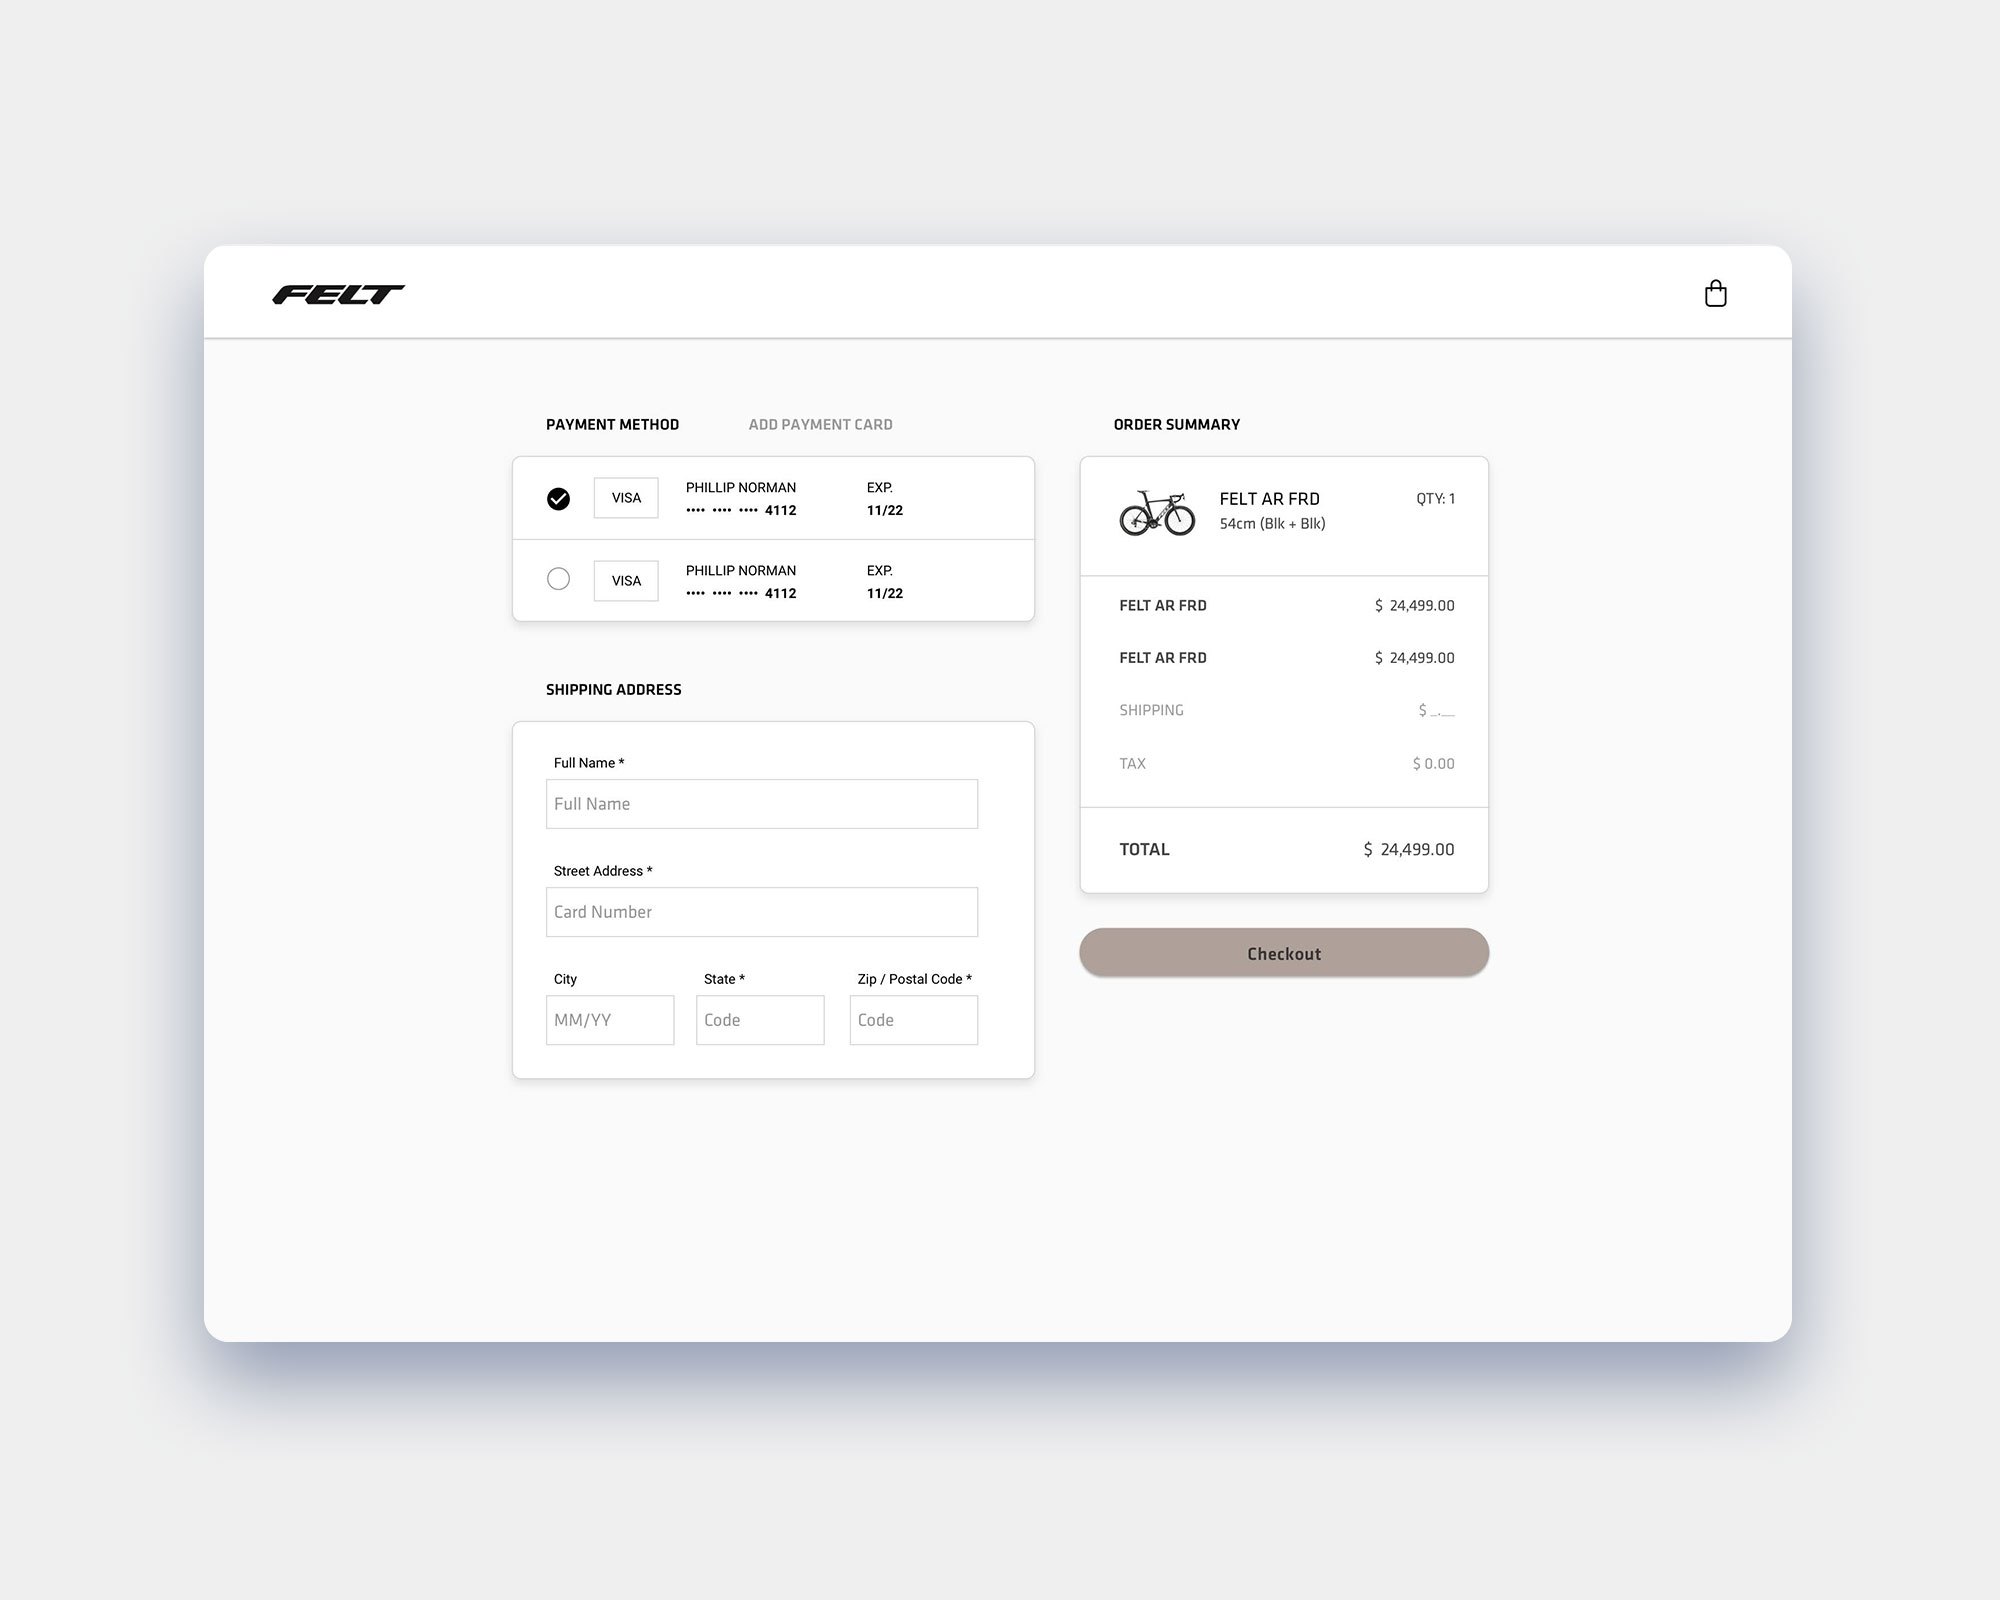 FELT
PAYMENT METHOD
ADD PAYMENT CARD
VISA
PHILLIP NORMAN
•••• •••• •••• 4112
EXP.
11/22
VISA
PHILLIP NORMAN
•••• •••• •••• 4112
EXP.
11/22
SHIPPING ADDRESS
Full Name *
Full Name
Street Address *
Card Number
City
MM/YY
State *
Code
Zip / Postal Code *
Code
ORDER SUMMARY
FELT AR FRD
QTY: 1
54cm (Blk + Blk)
FELT AR FRD $ 24,499.00
FELT AR FRD $ 24,499.00
SHIPPING $ _.__
TAX $ 0.00
TOTAL $ 24,499.00
Checkout